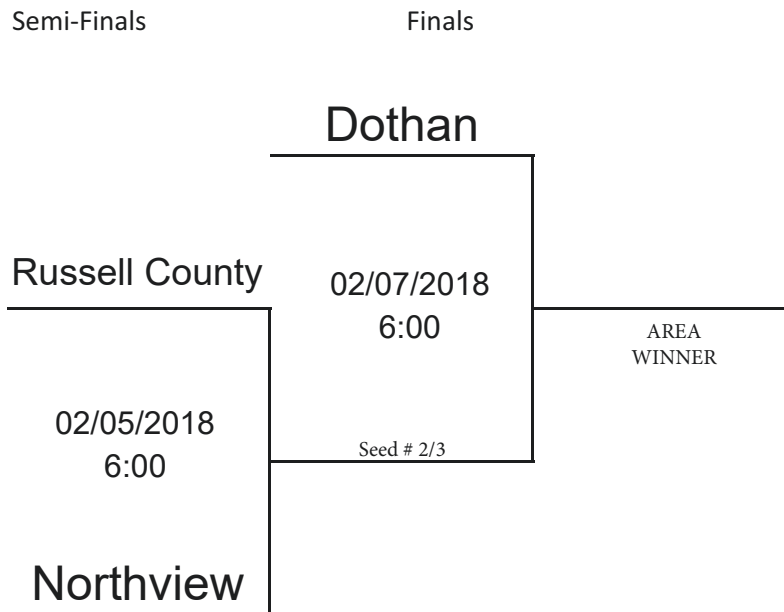 Semi-Finals
Finals
Dothan
Russell County
02/07/2018
6:00
AREA
WINNER
02/05/2018
6:00
Seed # 2/3
Northview